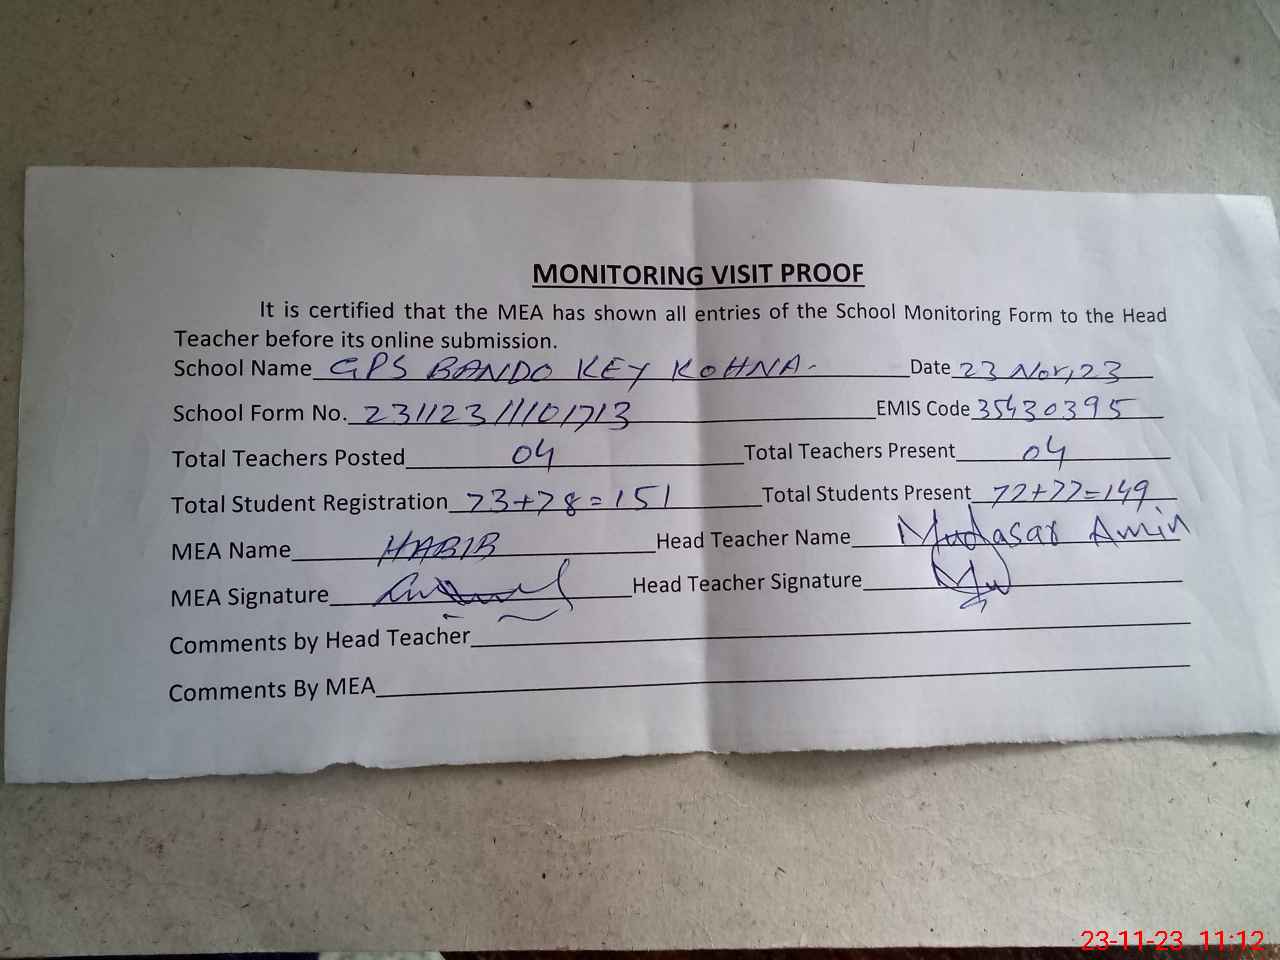 MONITORING VISIT PROOF
It is certified that the MEA has shown all entries of the School Monitoring Form to the Head
Teacher before its online submission.
School Name GPS BANDO KEY KOHNA. Date 23 Nov, 23
School Form No. 231123111101713 EMIS Code 35430395
Total Teachers Posted 04 Total Teachers Present 04
Total Student Registration 73+78=151 Total Students Present 72+77=149
MEA Name HABIB Head Teacher Name Mudasar Amin
MEA Signature Head Teacher Signature
Comments by Head Teacher
Comments By MEA
23-11-23 11:12